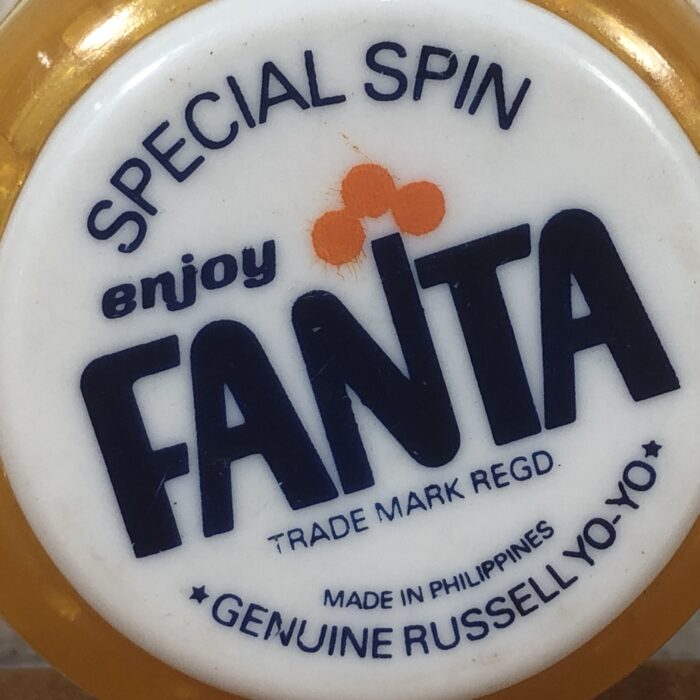 SPECIAL SPIN
enjoy
FANTA
TRADE MARK REGD.
MADE IN PHILIPPINES
★GENUINE RUSSELL YO-YO★